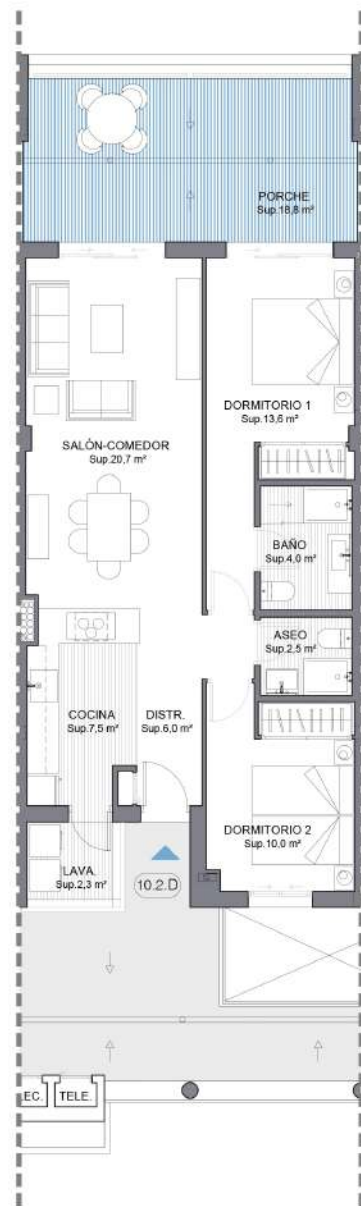 PORCHE
Sup.18,8 m²
DORMITORIO 1
Sup.13,6 m²
SALÓN-COMEDOR
Sup.20,7 m²
BAÑO
Sup.4,0 m²
ASEO
Sup.2,5 m²
COCINA
Sup.7,5 m²
DISTR.
Sup.6,0 m²
DORMITORIO 2
Sup.10,0 m²
LAVA.
Sup.2,3 m²
10.2.D
EC.
TELE.